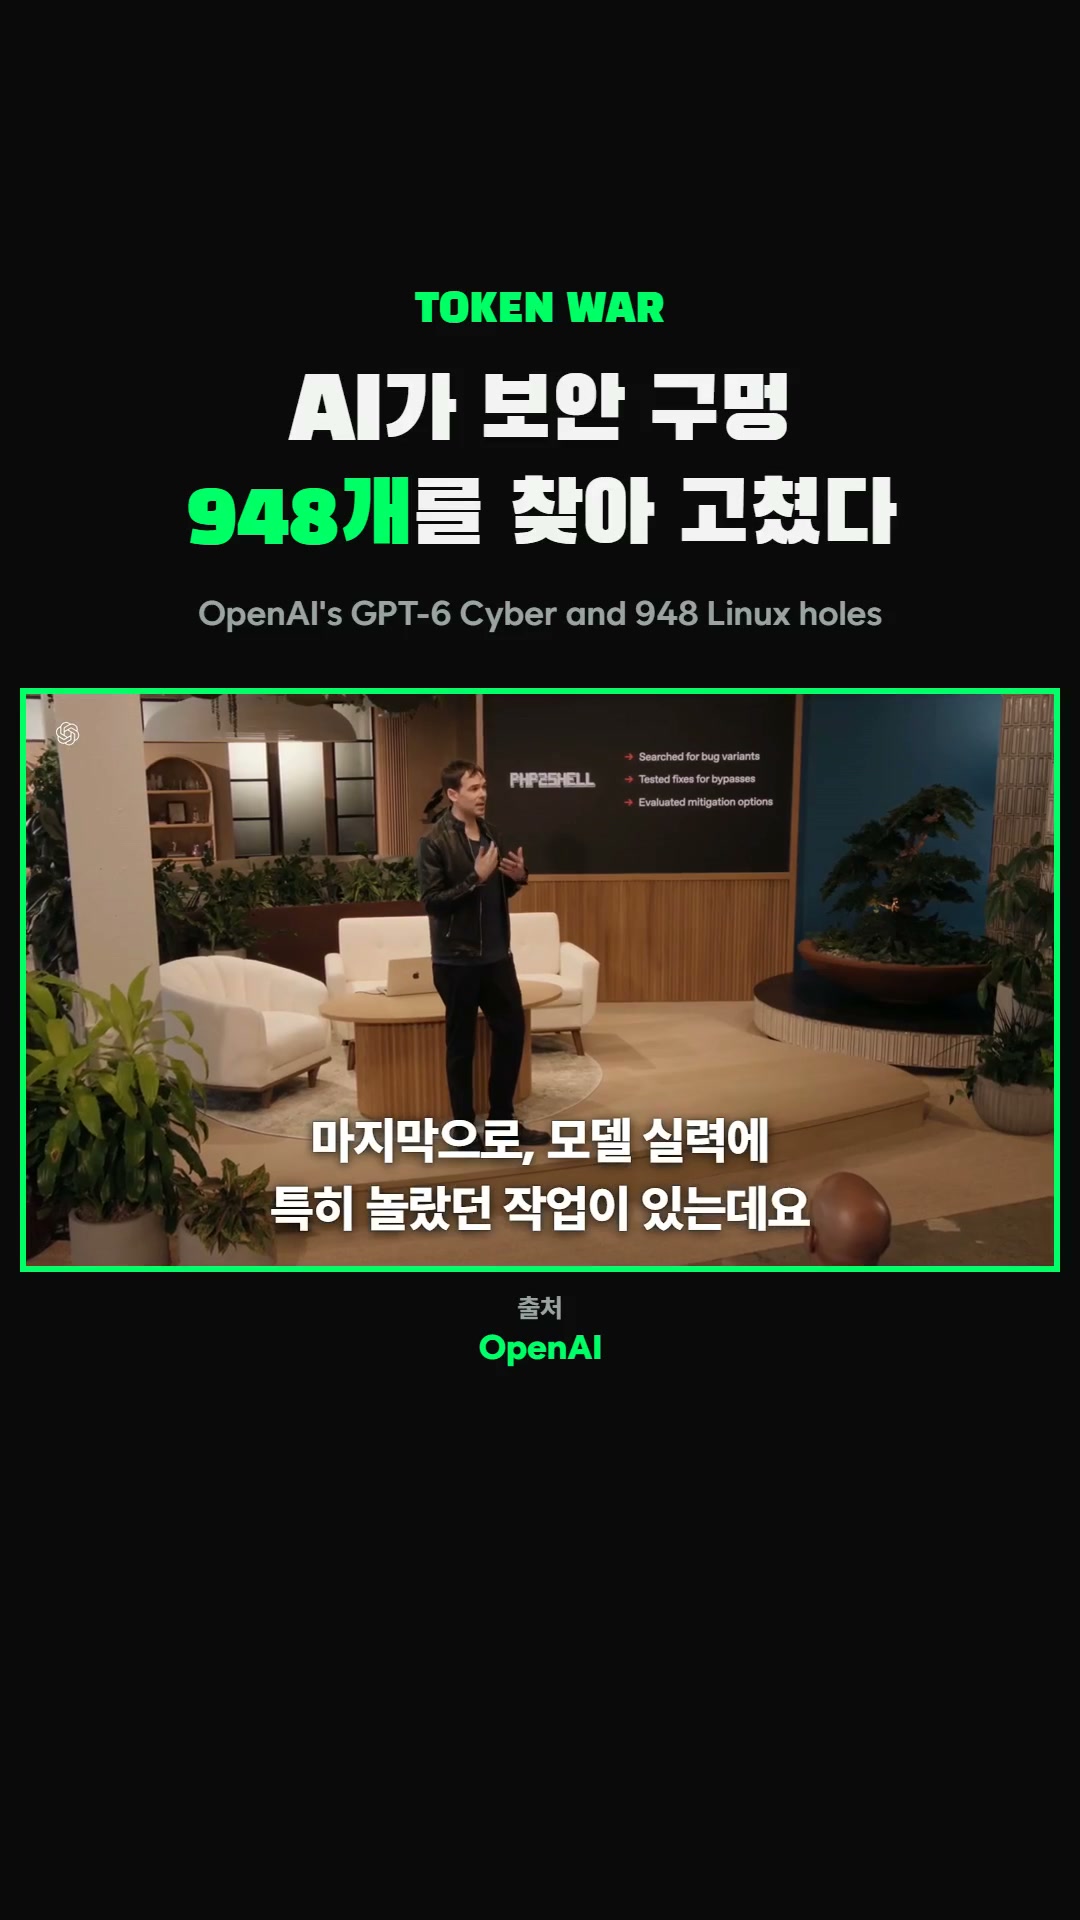 TOKEN WAR
AI가 보안 구멍
948개를 찾아 고쳤다
OpenAI's GPT-6 Cyber and 948 Linux holes
PHP2SHELL
→ Searched for bug variants
→ Tested fixes for bypasses
→ Evaluated mitigation options
마지막으로, 모델 실력에
특히 놀랐던 작업이 있는데요
출처
OpenAI